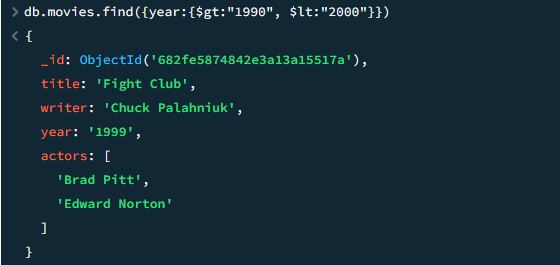 > db.movies.find({year:{$gt:"1990", $lt:"2000"}})
< {
_id: ObjectId('682fe5874842e3a13a15517a'),
title: 'Fight Club',
writer: 'Chuck Palahniuk',
year: '1999',
actors: [
'Brad Pitt',
'Edward Norton'
]
}